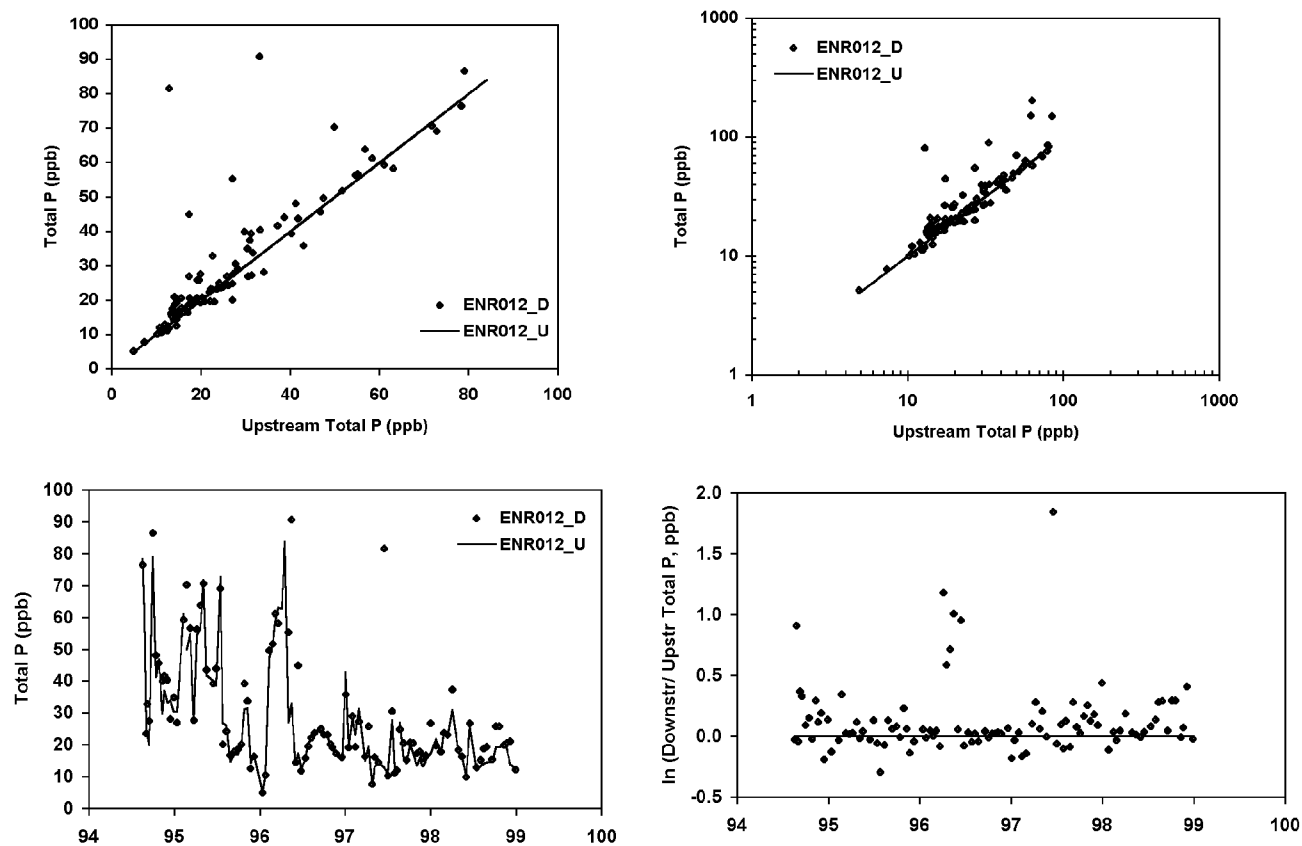 100
90
80
70
60
50
40
30
20
10
0
Total P (ppb)
ENR012_D
ENR012_U
0 20 40 60 80 100
Upstream Total P (ppb)
1000
100
10
1
Total P (ppb)
ENR012_D
ENR012_U
1 10 100 1000
Upstream Total P (ppb)
100
90
80
70
60
50
40
30
20
10
0
Total P (ppb)
ENR012_D
ENR012_U
94 95 96 97 98 99 100
2.0
1.5
1.0
0.5
0.0
-0.5
ln (Downstr/ Upstr Total P, ppb)
94 95 96 97 98 99 100